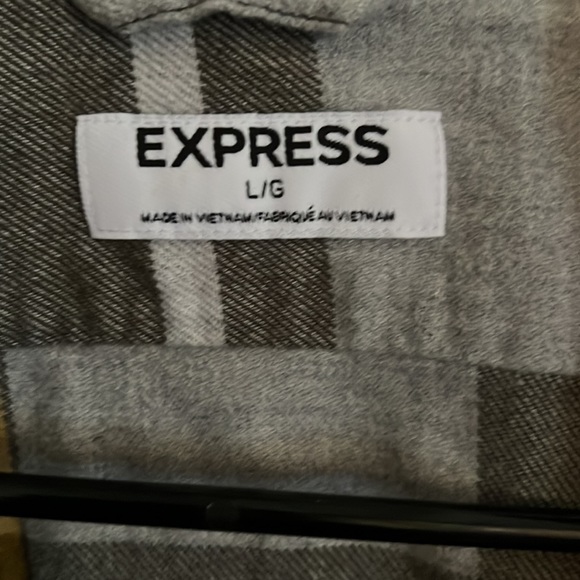 EXPRESS
L/G
MADE IN VIETNAM/FABRIQUÉ AU VIETNAM